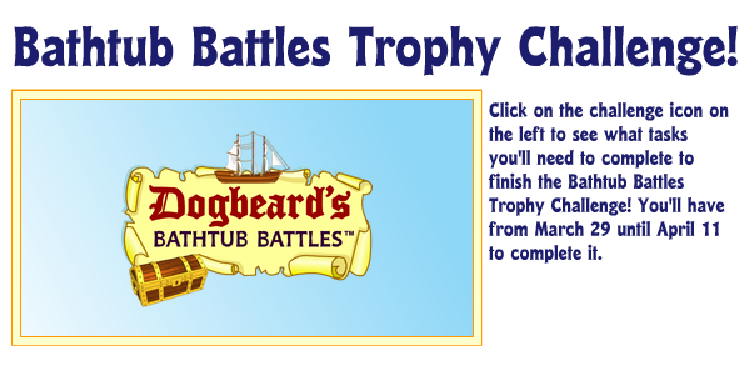 Bathtub Battles Trophy Challenge!
Dogbeard's
BATHTUB BATTLES™
Click on the challenge icon on
the left to see what tasks
you'll need to complete to
finish the Bathtub Battles
Trophy Challenge! You'll have
from March 29 until April 11
to complete it.